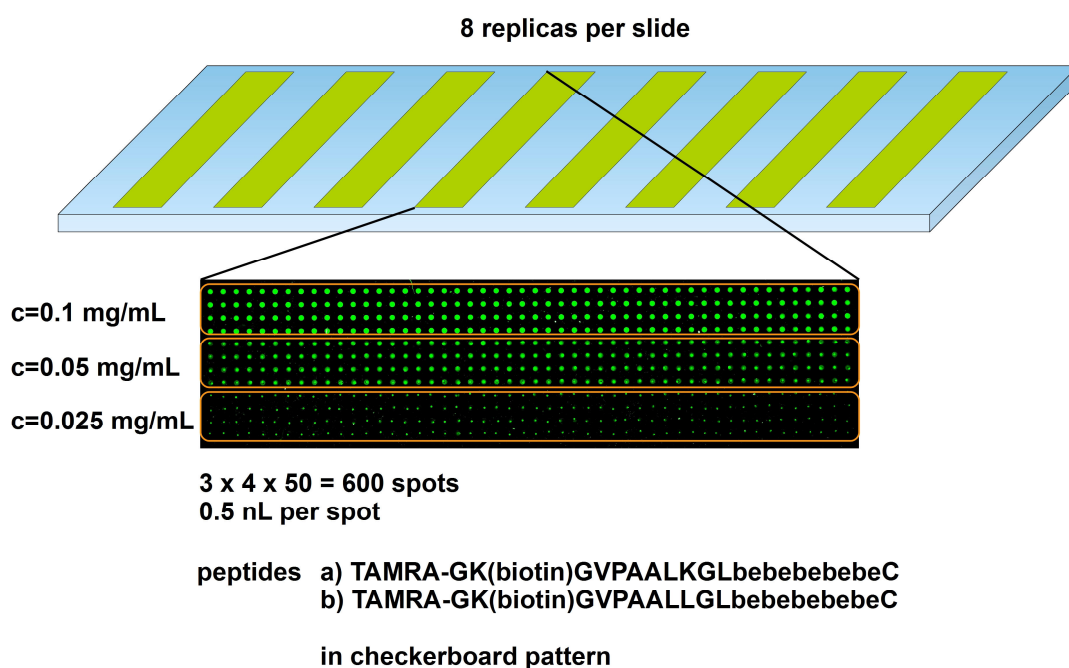 8 replicas per slide
c=0.1 mg/mL
c=0.05 mg/mL
c=0.025 mg/mL
3 x 4 x 50 = 600 spots
0.5 nL per spot
peptides a) TAMRA-GK(biotin)GVPAALKGLbebebebebeC
b) TAMRA-GK(biotin)GVPAALLGLbebebebebeC
in checkerboard pattern